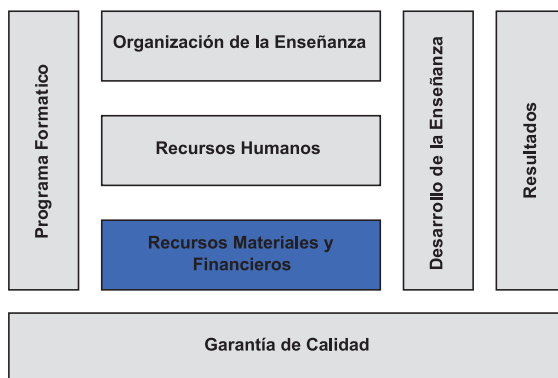 Programa Formatico
Organización de la Enseñanza
Recursos Humanos
Recursos Materiales y
Financieros
Desarrollo de la Enseñanza
Resultados
Garantía de Calidad